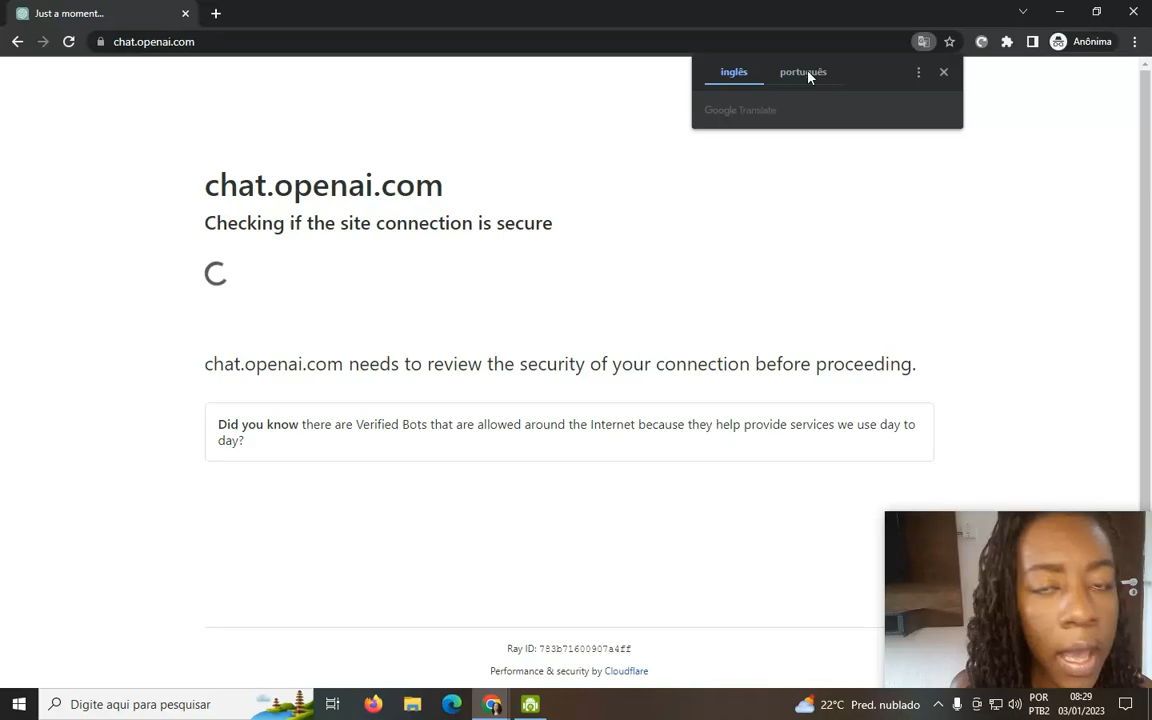 Just a moment...
chat.openai.com
Anônima
inglês português
Google Translate
chat.openai.com
Checking if the site connection is secure
chat.openai.com needs to review the security of your connection before proceeding.
Did you know there are Verified Bots that are allowed around the Internet because they help provide services we use day to
day?
Ray ID: 783b71600907a4ff
Performance & security by Cloudflare
Digite aqui para pesquisar
22°C Pred. nublado
POR
PTB2
08:29
03/01/2023